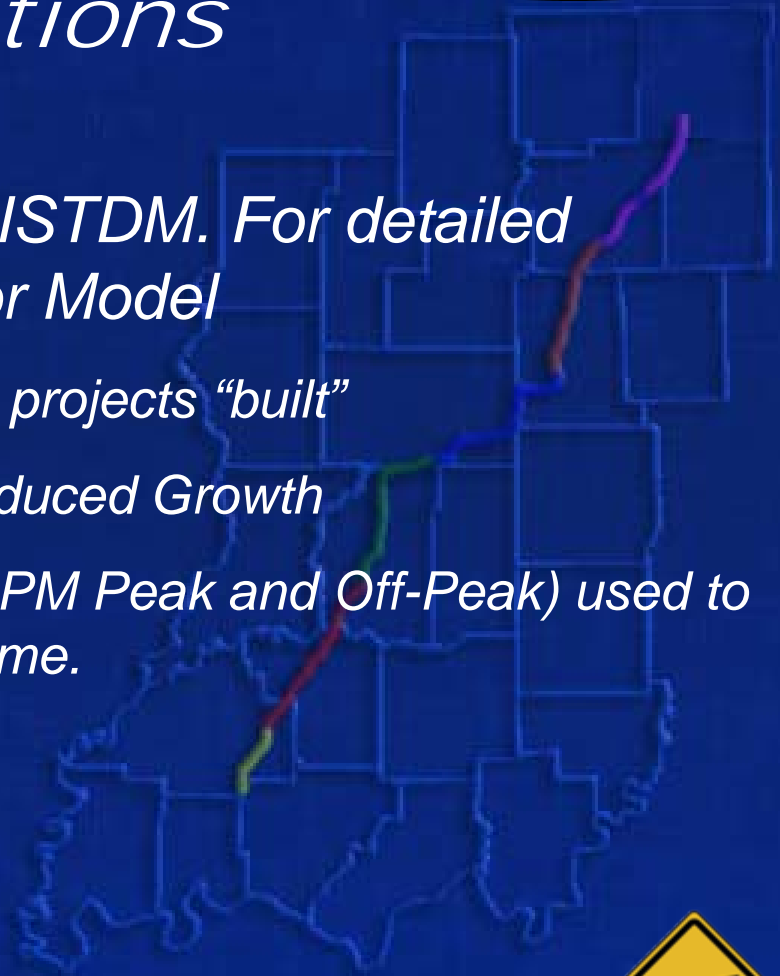 tions
ISTDM. For detailed
or Model
projects “built”
duced Growth
PM Peak and Off-Peak) used to
me.